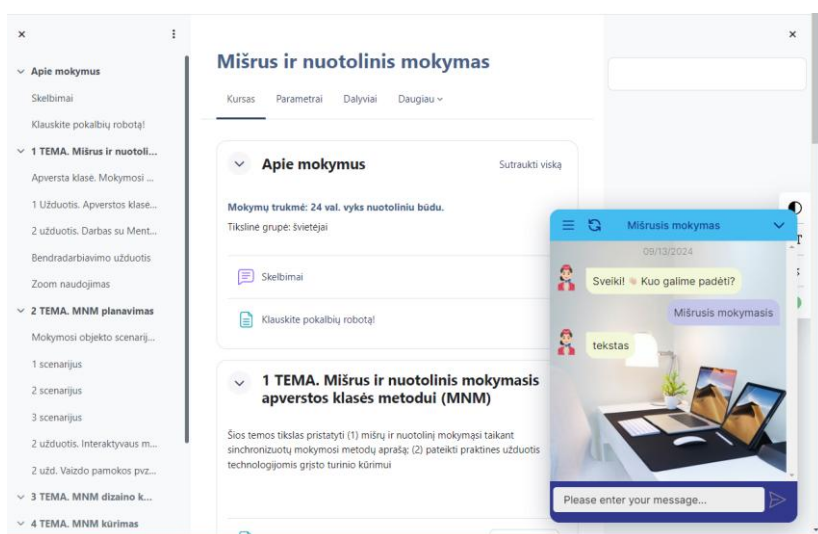 Apie mokymus
Skelbimai
Klauskite pokalbių robotą!
1 TEMA. Mišrus ir nuotoli...
Apversta klasė. Mokymosi ...
1 Užduotis. Apverstos klase...
2 užduotis. Darbas su Ment...
Bendradarbiavimo užduotis
Zoom naudojimas
2 TEMA. MNM planavimas
Mokymosi objekto scenarij...
1 scenarijus
2 scenarijus
3 scenarijus
2 užduotis. Interaktyvaus m...
2 užd. Vaizdo pamokos pvz...
3 TEMA. MNM dizaino k...
4 TEMA. MNM kūrimas
Mišrus ir nuotolinis mokymas
Kursas Parametrai Dalyviai Daugiau
Apie mokymus
Sutraukti viską
Mokymų trukmė: 24 val. vyks nuotoliniu būdu.
Tikslinė grupė: švietėjai
Skelbimai
Klauskite pokalbių robotą!
1 TEMA. Mišrus ir nuotolinis mokymasis
apverstos klasės metodui (MNM)
Šios temos tikslas pristatyti (1) mišrų ir nuotolinį mokymąsi taikant
sinchronizuotų mokymosi metodų aprašą; (2) pateikti praktines užduotis
technologijomis grįsto turinio kūrimui
Mišrusis mokymas
09/13/2024
Sveiki! 👋 Kuo galime padėti?
Mišrusis mokymasis
tekstas
Please enter your message...